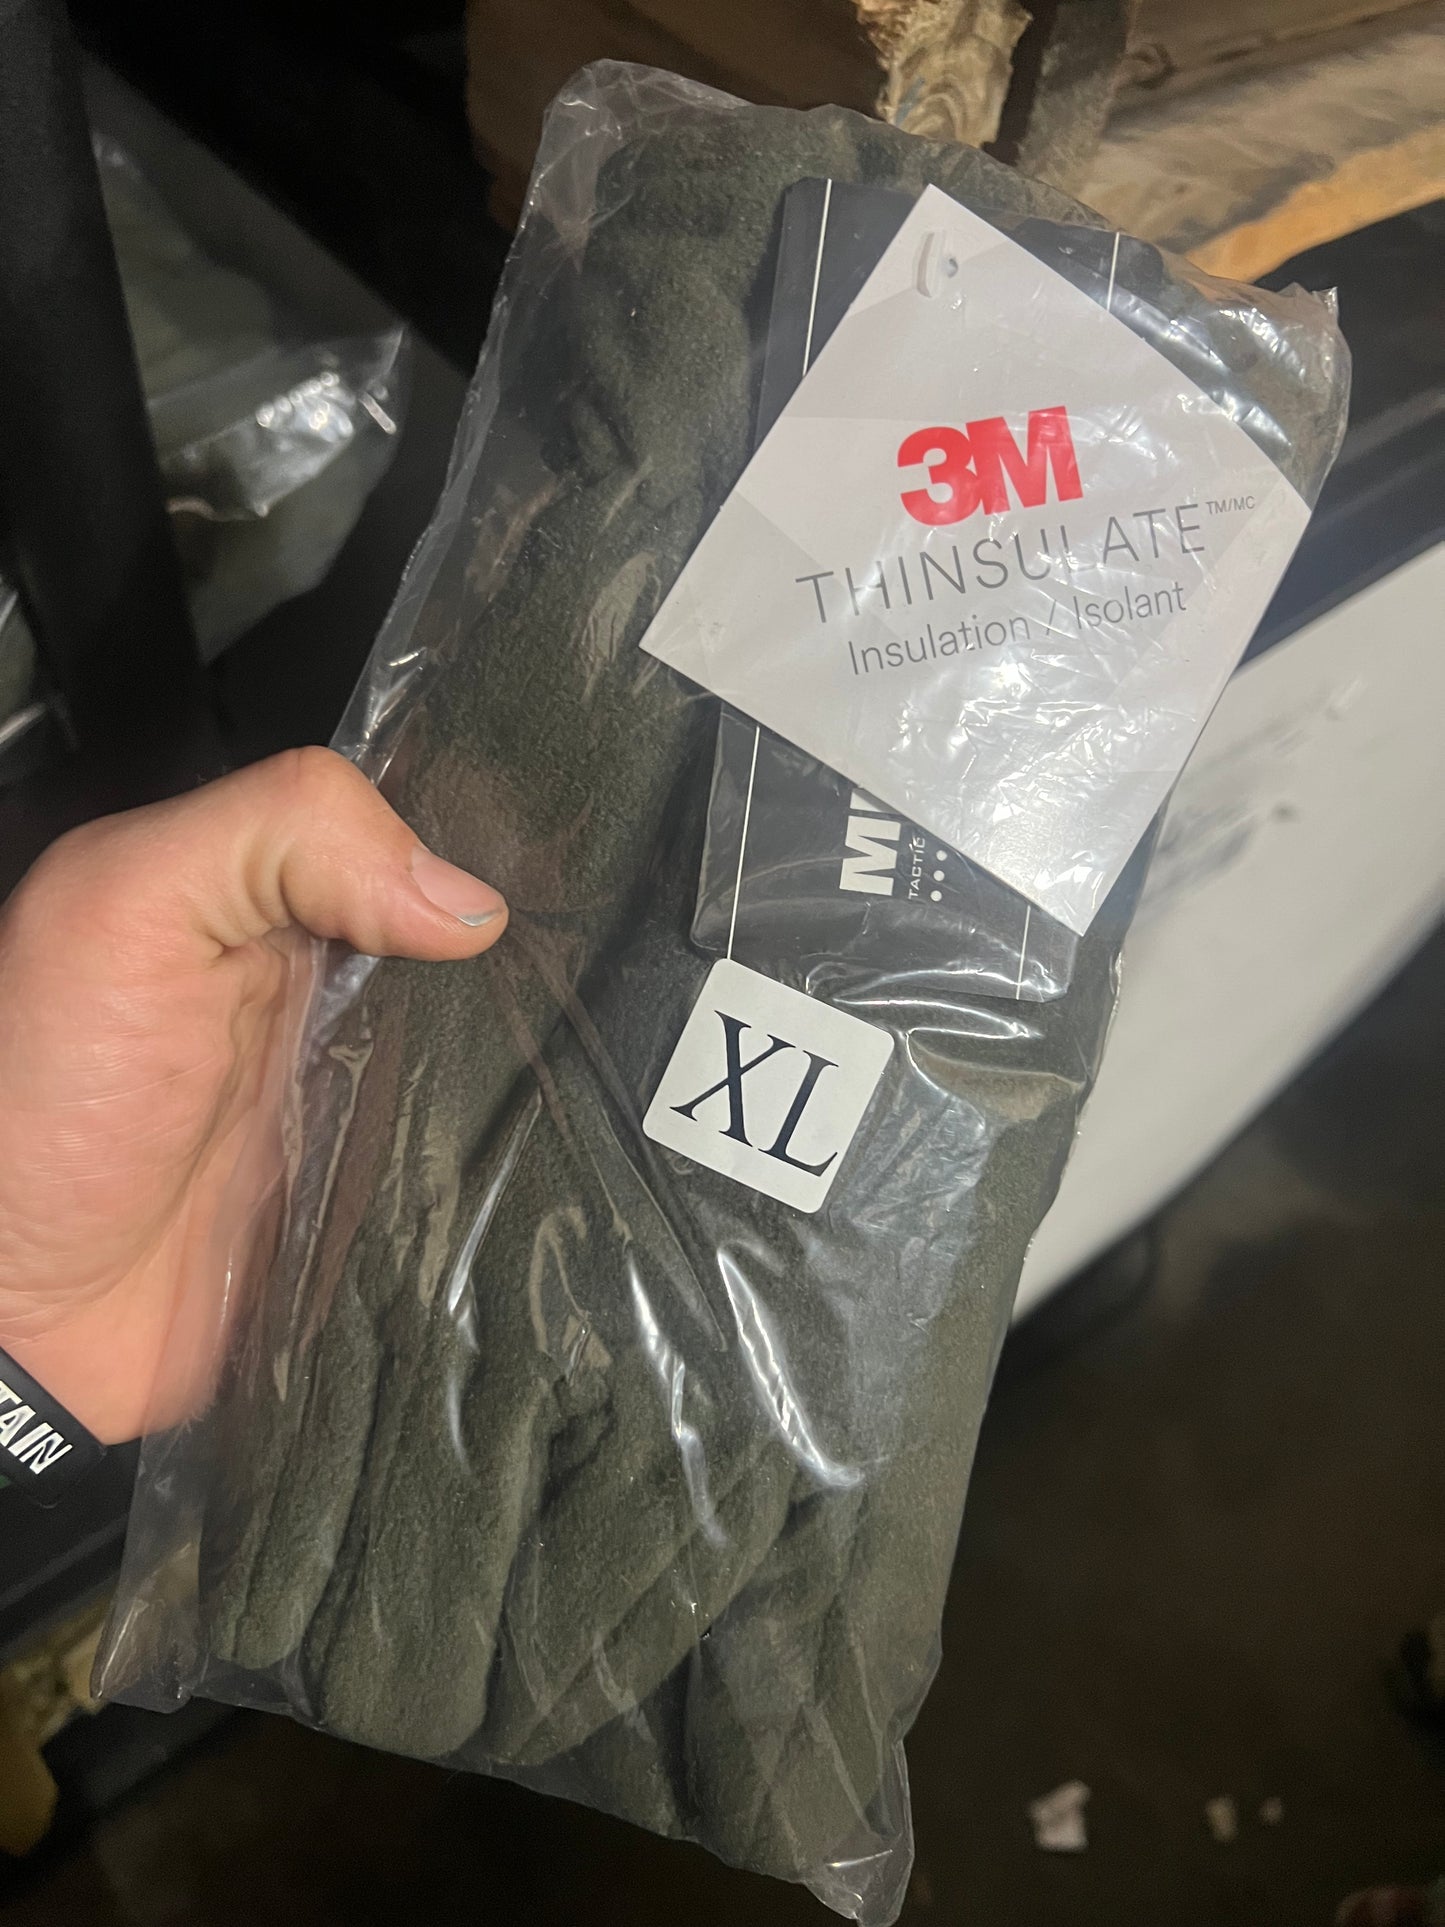 3M
THINSULATE™/MC
Insulation / Isolant
XL